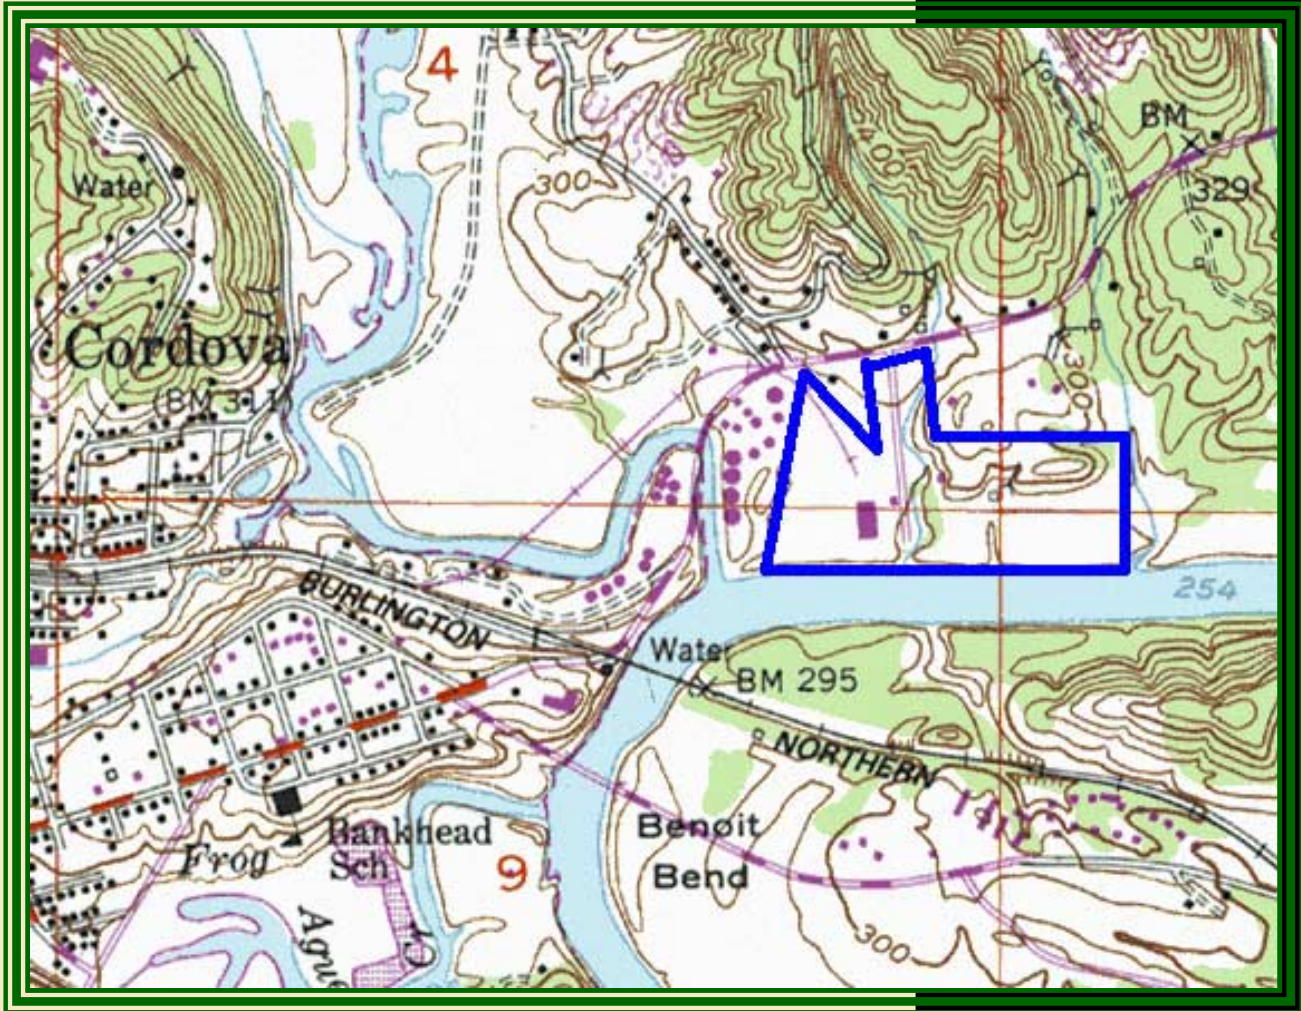 4
BM
Water
300
400
329
Cordova
(BM 311)
300
BURLINGTON
254
Water
BM 295
NORTHERN
Bankhead
Sch
Frog
Benoit
Bend
9
300